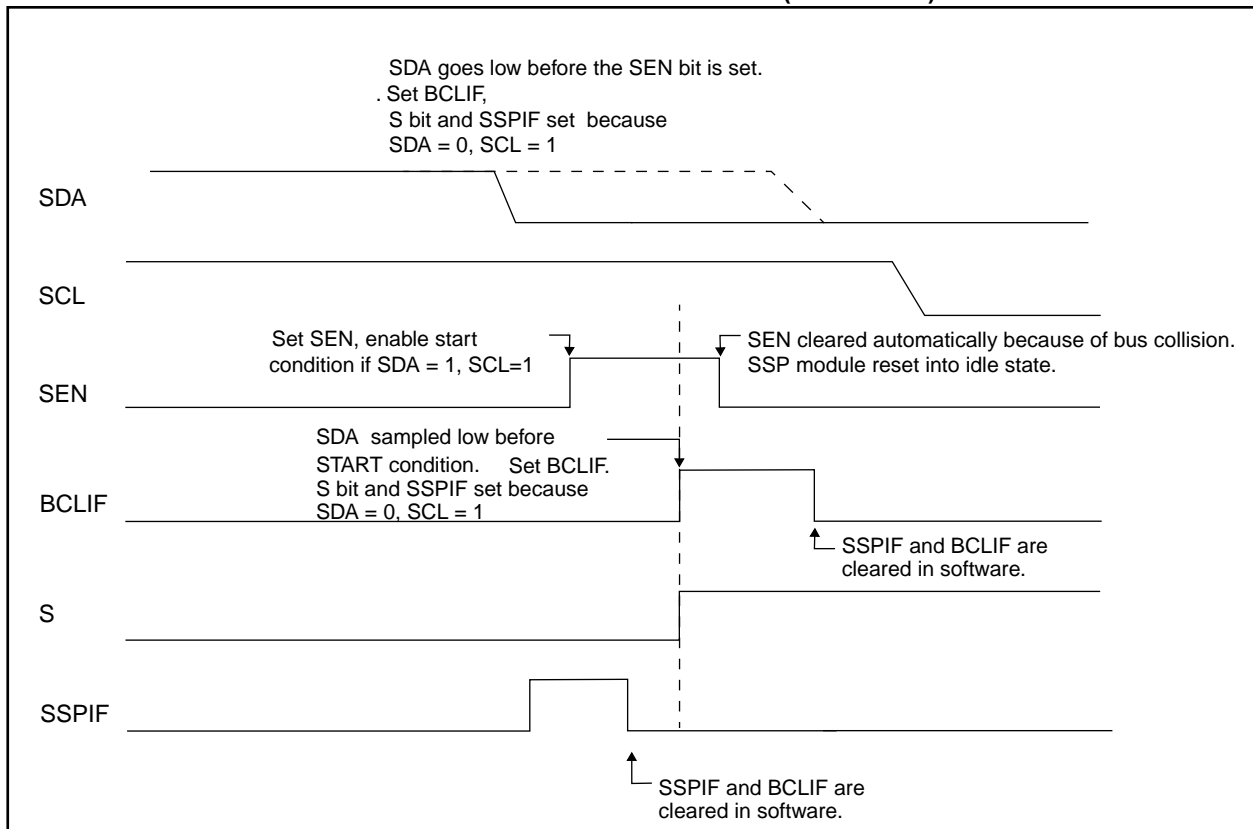 SDA goes low before the SEN bit is set.
. Set BCLIF,
S bit and SSPIF set because
SDA = 0, SCL = 1
SDA
SCL
Set SEN, enable start
condition if SDA = 1, SCL=1
SEN cleared automatically because of bus collision.
SSP module reset into idle state.
SEN
SDA sampled low before
START condition. Set BCLIF.
S bit and SSPIF set because
SDA = 0, SCL = 1
BCLIF
SSPIF and BCLIF are
cleared in software.
S
SSPIF
SSPIF and BCLIF are
cleared in software.